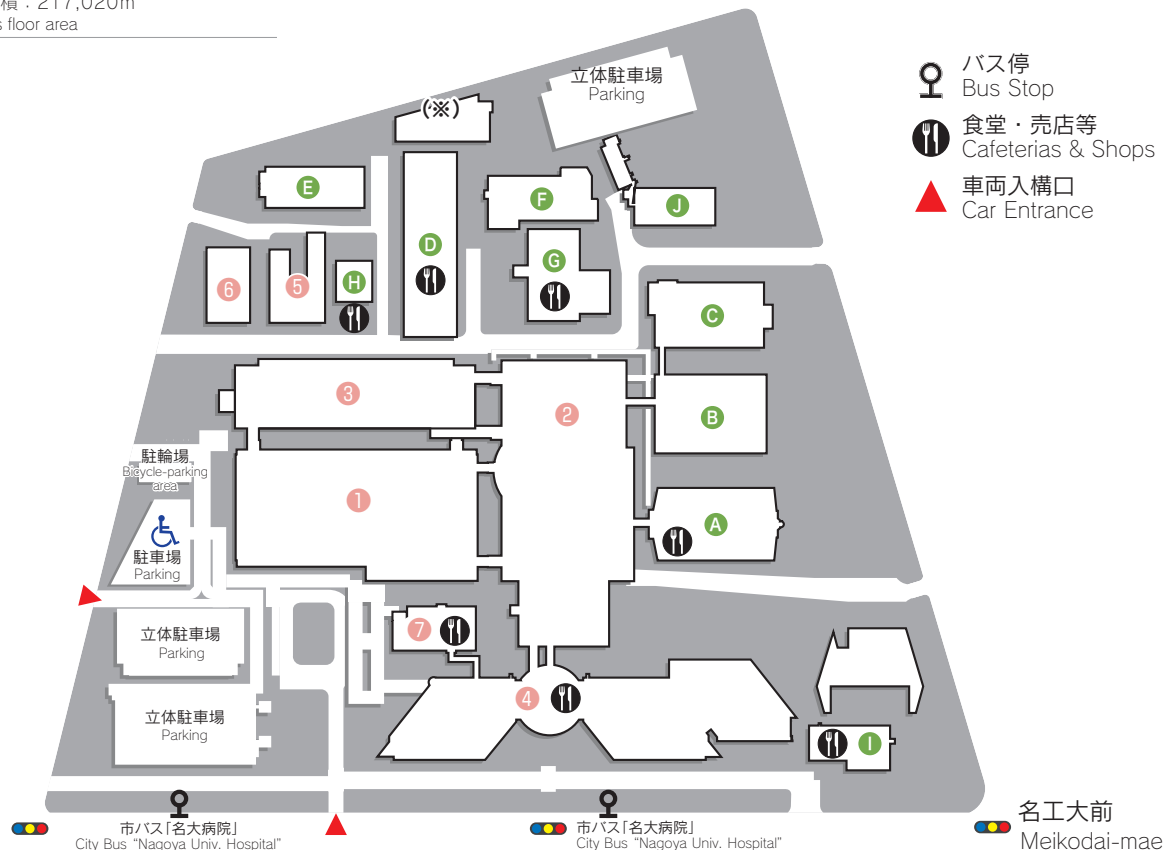 積：217,020m
s floor area
立体駐車場
Parking
バス停
Bus Stop
食堂・売店等
Cafeterias & Shops
車両入構口
Car Entrance
(※)
E
F
J
D
G
6
5
H
C
3
2
B
駐輪場
Bicycle-parking
area
1
A
駐車場
Parking
7
立体駐車場
Parking
4
立体駐車場
Parking
I
市バス「名大病院」
City Bus “Nagoya Univ. Hospital”
市バス「名大病院」
City Bus “Nagoya Univ. Hospital”
名工大前
Meikodai-mae